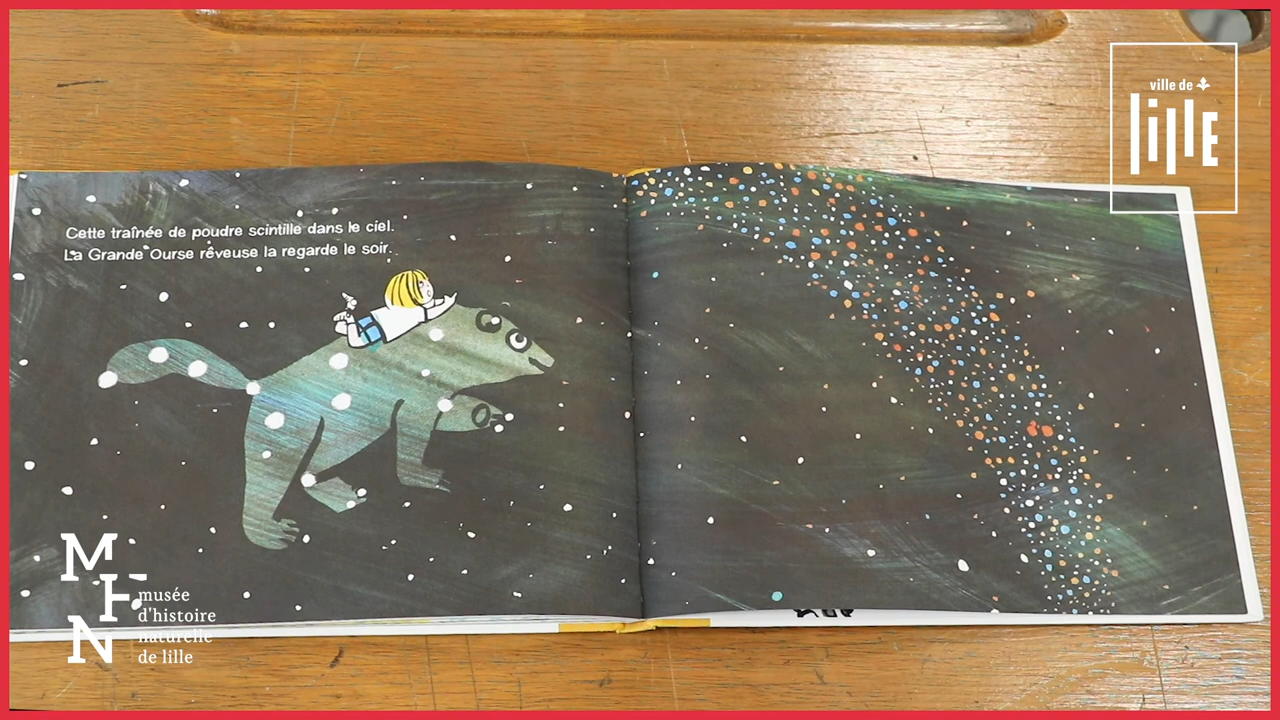 ville de
lillE
Cette traînée de poudre scintille dans le ciel.
La Grande Ourse rêveuse la regarde le soir.
M
H
N
musée
d'histoire
naturelle
de lille